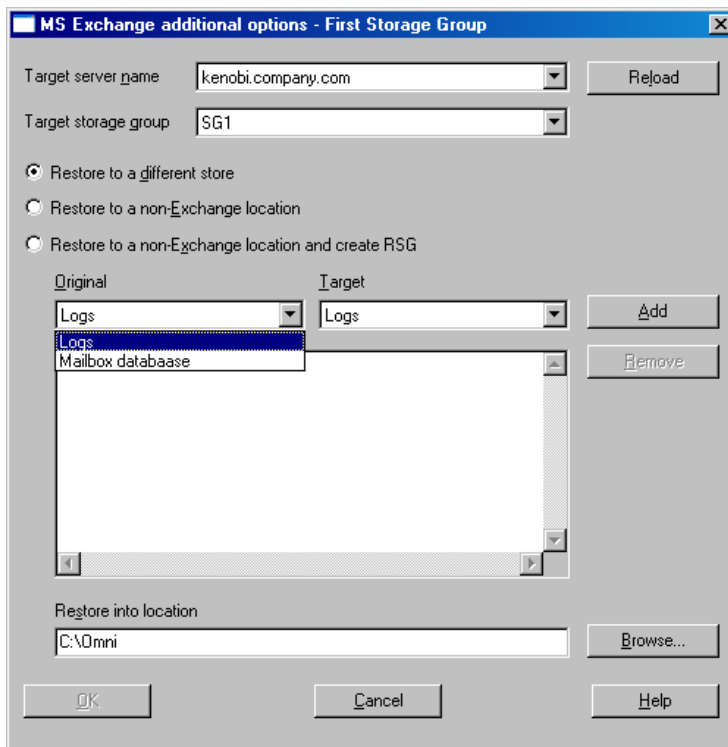 MS Exchange additional options - First Storage Group
Target server name kenobi.company.com Reload
Target storage group SG1
Restore to a different store
Restore to a non-Exchange location
Restore to a non-Exchange location and create RSG
Original Target
Logs Logs Add
Logs
Mailbox databaase Remove
Restore into location
C:\Omni Browse...
OK Cancel Help